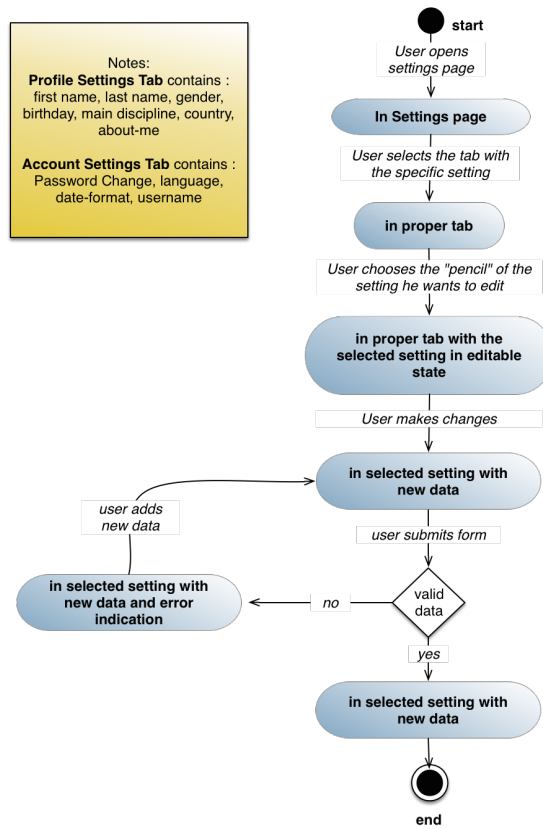 start
User opens
settings page
Notes:
Profile Settings Tab contains :
first name, last name, gender,
birthday, main discipline, country,
about-me
Account Settings Tab contains :
Password Change, language,
date-format, username
In Settings page
User selects the tab with
the specific setting
in proper tab
User chooses the "pencil" of the
setting he wants to edit
in proper tab with the
selected setting in editable
state
User makes changes
in selected setting with
new data
user adds
new data
user submits form
valid
data
no
in selected setting with
new data and error
indication
yes
in selected setting with
new data
end